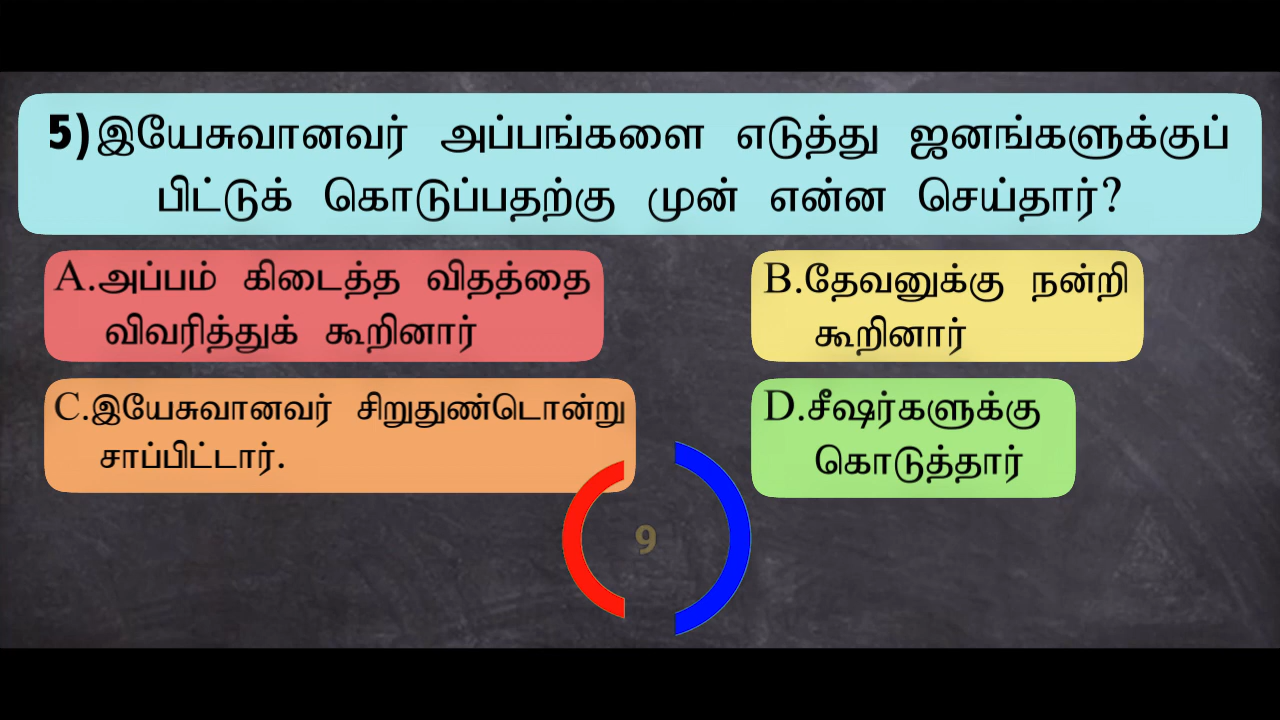 5)இயேசுவானவர் அப்பங்களை எடுத்து ஜனங்களுக்குப்
பிட்டுக் கொடுப்பதற்கு முன் என்ன செய்தார்?
A.அப்பம் கிடைத்த விதத்தை
விவரித்துக் கூறினார்
B.தேவனுக்கு நன்றி
கூறினார்
C.இயேசுவானவர் சிறுதுண்டொன்று
சாப்பிட்டார்.
D.சீஷர்களுக்கு
கொடுத்தார்
9